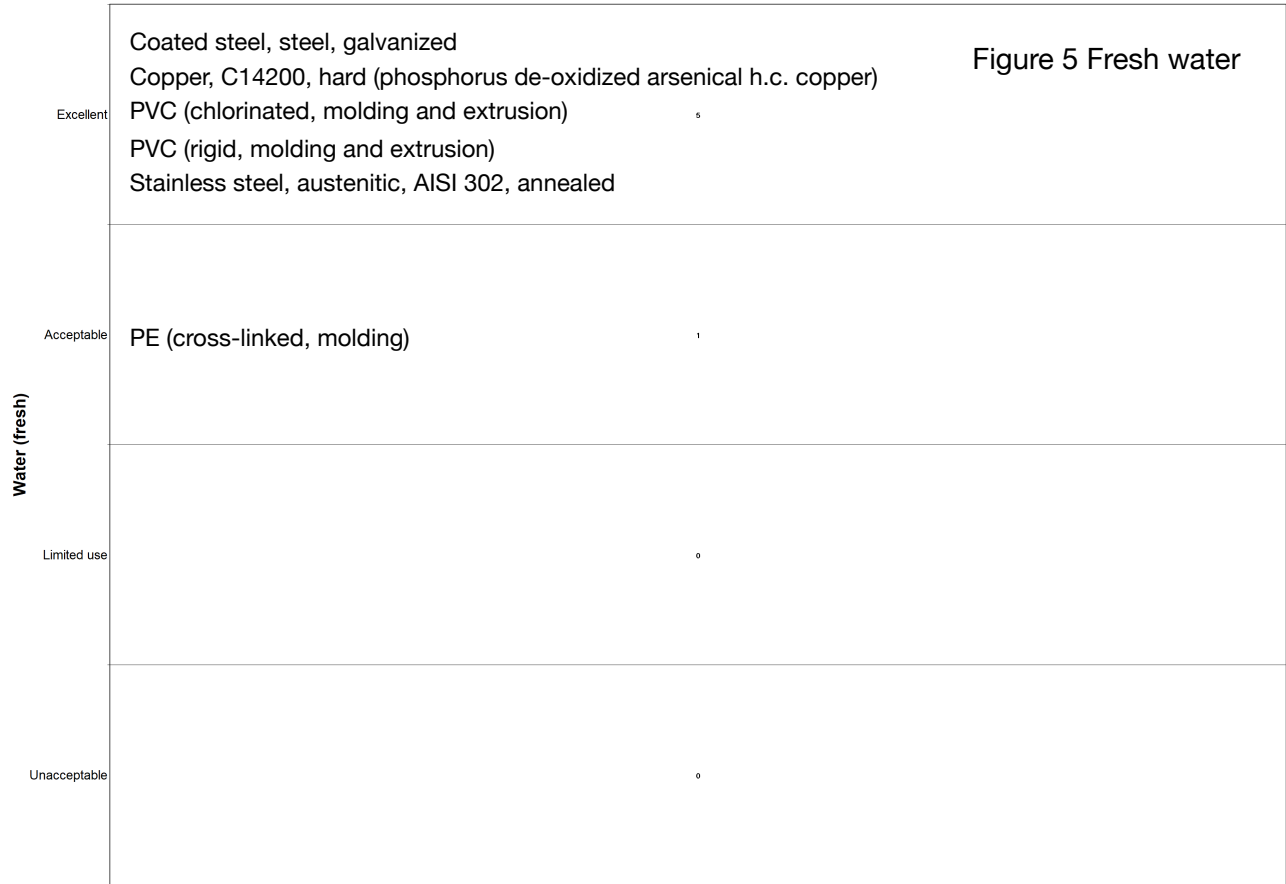 Coated steel, steel, galvanized
Figure 5 Fresh water
Copper, C14200, hard (phosphorus de-oxidized arsenical h.c. copper)
Excellent
PVC (chlorinated, molding and extrusion)
5
PVC (rigid, molding and extrusion)
Stainless steel, austenitic, AISI 302, annealed
Acceptable
PE (cross-linked, molding)
1
Water (fresh)
Limited use
0
Unacceptable
0